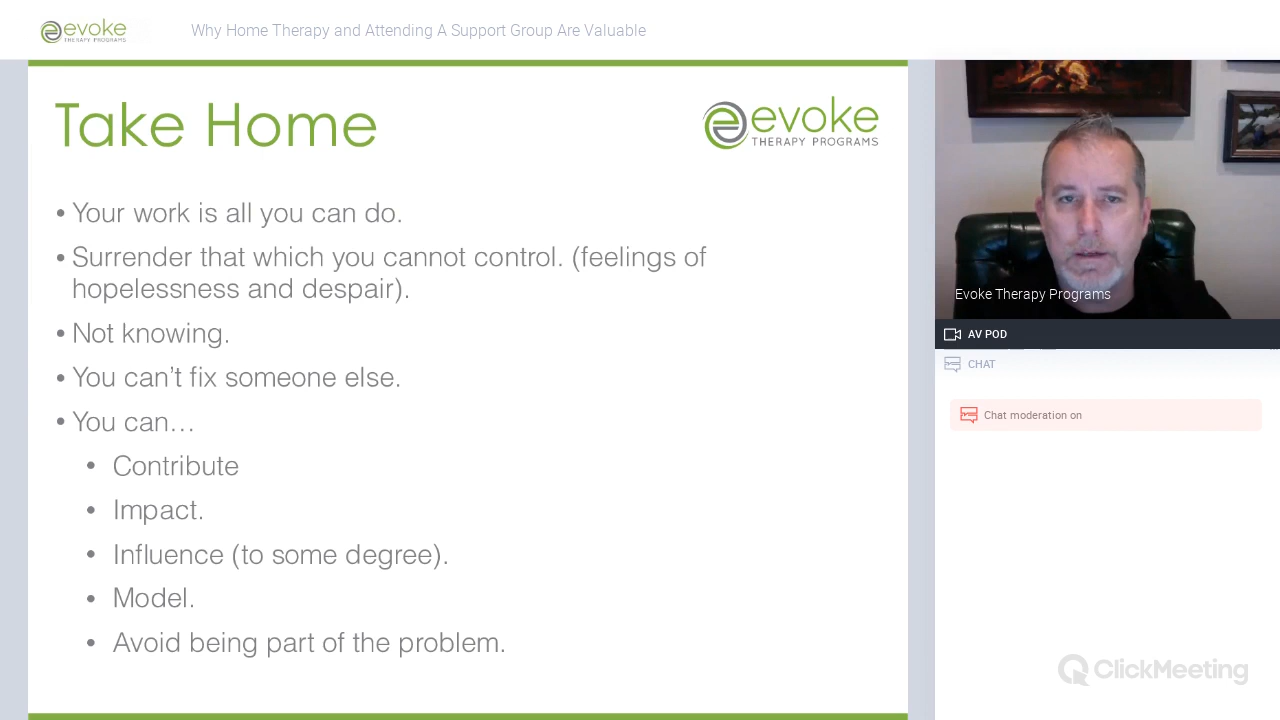 evoke
THERAPY PROGRAMS
Why Home Therapy and Attending A Support Group Are Valuable
Take Home
evoke
THERAPY PROGRAMS
• Your work is all you can do.
• Surrender that which you cannot control. (feelings of
hopelessness and despair).
• Not knowing.
• You can’t fix someone else.
• You can…
• Contribute
• Impact.
• Influence (to some degree).
• Model.
• Avoid being part of the problem.
Evoke Therapy Programs
AV POD
CHAT
Chat moderation on
ClickMeeting